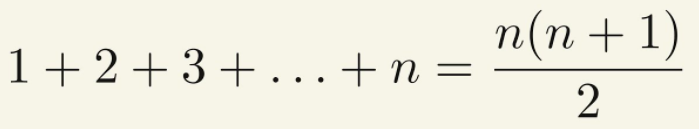 1 + 2 + 3 + ... + n = n(n + 1) / 2